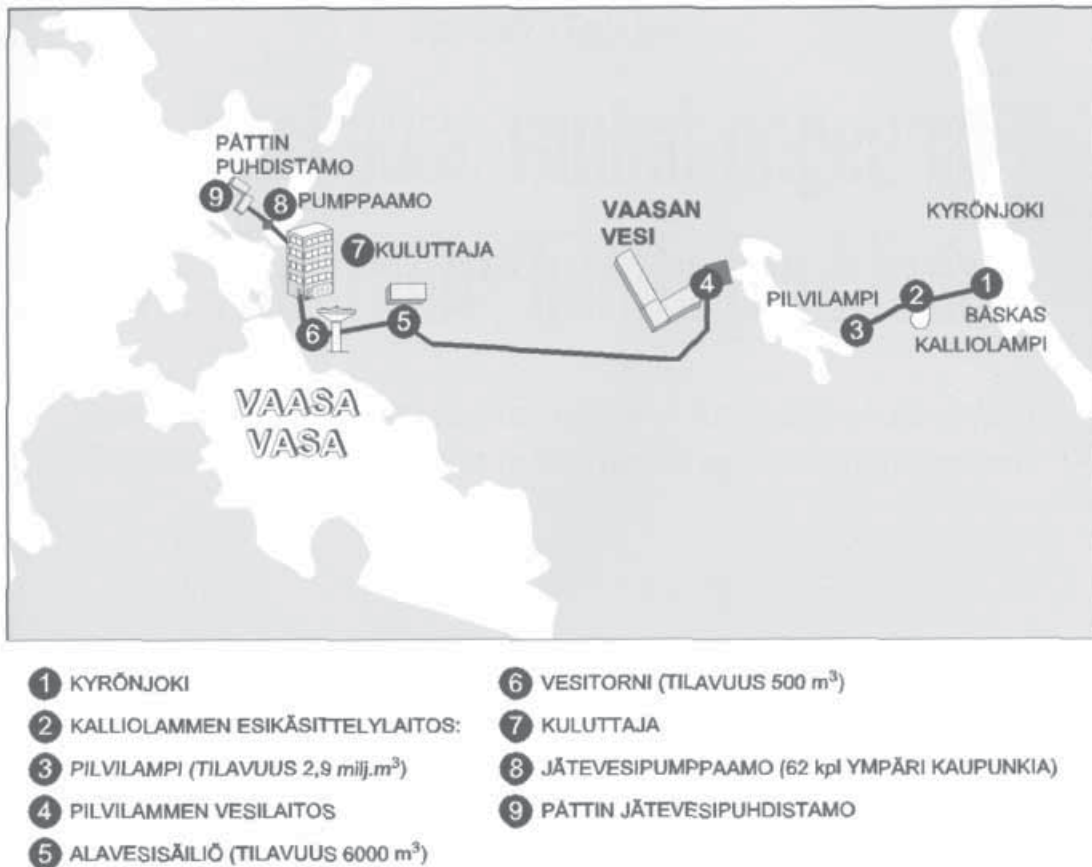 PÅTTIN
PUHDISTAMO
9
8 PUMPPAAMO
7 KULUTTAJA
VAASAN
VESI
KYRÖNJOKI
4
PILVILAMPI
2
1
3
BÅSKAS
KALLIOLAMPI
6
5
VAASA
VASA
1 KYRÖNJOKI
2 KALLIOLAMMEN ESIKÄSITTELYLAITOS:
3 PILVILAMPI (TILAVUUS 2,9 milj.m³)
4 PILVILAMMEN VESILAITOS
5 ALAVESISÄILIÖ (TILAVUUS 6000 m³)
6 VESITORNI (TILAVUUS 500 m³)
7 KULUTTAJA
8 JÄTEVESIPUMPPAAMO (62 kpl YMPÄRI KAUPUNKIA)
9 PÅTTIN JÄTEVESIPUHDISTAMO